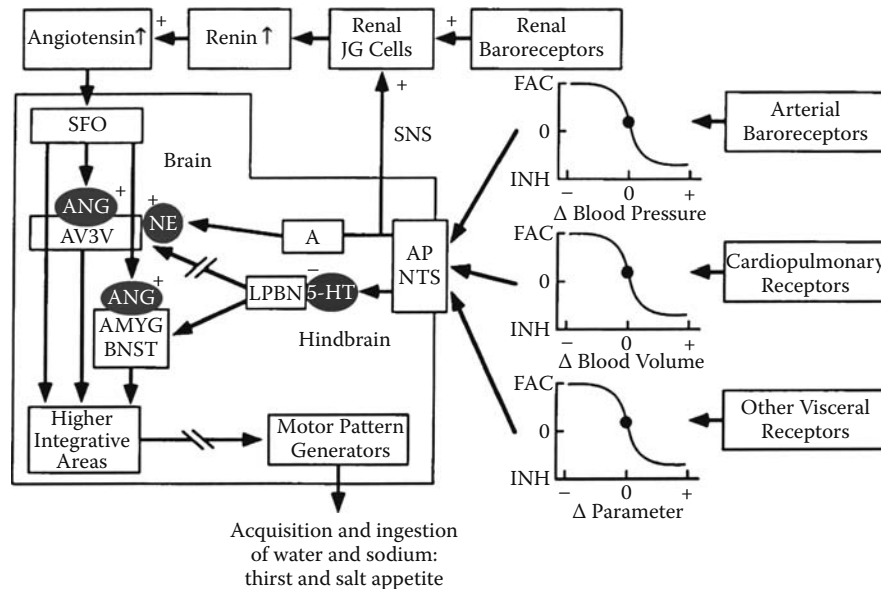 Angiotensin↑
+
Renin ↑
Renal
JG Cells
+
Renal
Baroreceptors
SFO
Brain
+
SNS
ANG
+
AV3V
+
NE
A
AP
NTS
LPBN
–
5-HT
ANG
+
AMYG
BNST
Hindbrain
Higher
Integrative
Areas
Motor Pattern
Generators
Acquisition and ingestion
of water and sodium:
thirst and salt appetite
FAC
0
INH
– 0 +
Δ Blood Pressure
Arterial
Baroreceptors
FAC
0
INH
– 0 +
Δ Blood Volume
Cardiopulmonary
Receptors
FAC
0
INH
– 0 +
Δ Parameter
Other Visceral
Receptors